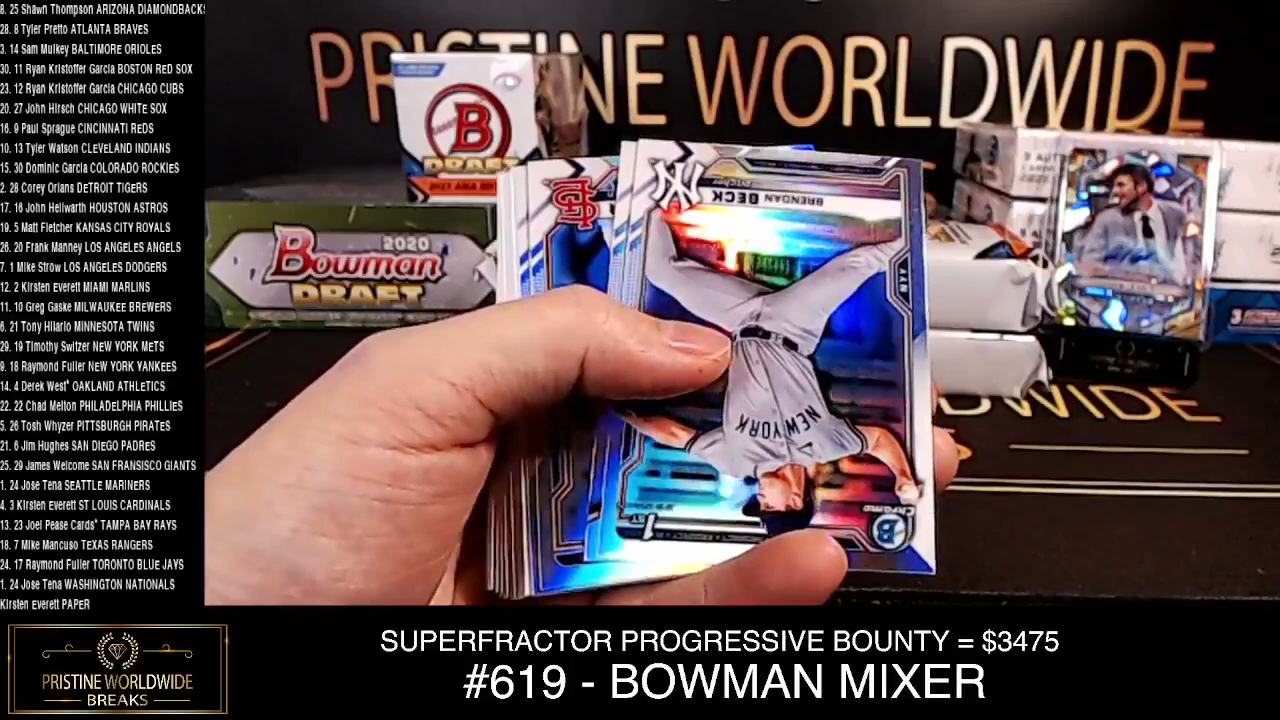 8. 25 Shawn Thompson ARIZONA DIAMONDBACKS
28. 8 Tyler Pretto ATLANTA BRAVES
3. 14 Sam Mulkey BALTIMORE ORIOLES
30. 11 Ryan Kristoffer Garcia BOSTON RED SOX
23. 12 Ryan Kristoffer Garcia CHICAGO CUBS
20. 27 John Hirsch CHICAGO WHITE SOX
16. 9 Paul Sprague CINCINNATI REDS
10. 13 Tyler Watson CLEVELAND INDIANS
15. 30 Dominic Garcia COLORADO ROCKIES
2. 28 Corey Orians DETROIT TIGERS
17. 16 John Hellwarth HOUSTON ASTROS
19. 5 Matt Fletcher KANSAS CITY ROYALS
26. 20 Frank Manney LOS ANGELES ANGELS
7. 1 Mike Strow LOS ANGELES DODGERS
12. 2 Kirsten Everett MIAMI MARLINS
11. 10 Greg Gaske MILWAUKEE BREWERS
6. 21 Tony Hilario MINNESOTA TWINS
29. 19 Timothy Switzer NEW YORK METS
9. 18 Raymond Fuller NEW YORK YANKEES
14. 4 Derek West* OAKLAND ATHLETICS
22. 22 Chad Melton PHILADELPHIA PHILLIES
5. 26 Tosh Whyzer PITTSBURGH PIRATES
21. 6 Jim Hughes SAN DIEGO PADRES
25. 29 James Welcome SAN FRANSISCO GIANTS
1. 24 Jose Tena SEATTLE MARINERS
4. 3 Kirsten Everett ST LOUIS CARDINALS
13. 23 Joel Pease Cards* TAMPA BAY RAYS
18. 7 Mike Mancuso TEXAS RANGERS
24. 17 Raymond Fuller TORONTO BLUE JAYS
1. 24 Jose Tena WASHINGTON NATIONALS
Kirsten Everett PAPER
PRISTINE WORLDWIDE
BREAKS
PR NE WORLDWIDE
B
DRAFT
2020
Bowman
DRAFT
NY
BRENDAN BECK
pitcher
NYY
NEW YORK
1st
CHROME
B
DWIDE
SUPERFRACTOR PROGRESSIVE BOUNTY = $3475
#619 - BOWMAN MIXER